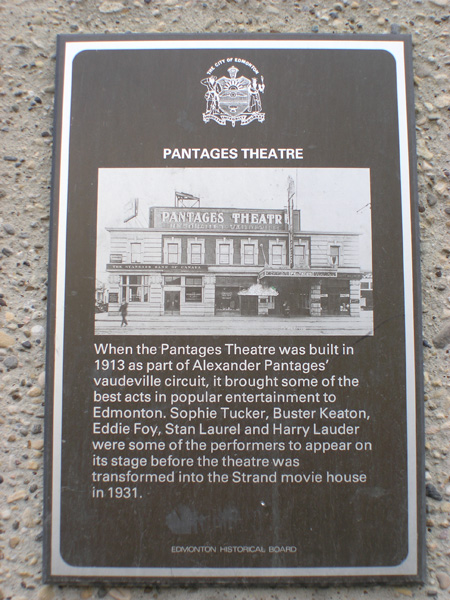 THE CITY OF EDMONTON
PANTAGES THEATRE
PANTAGES THEATRE
When the Pantages Theatre was built in
1913 as part of Alexander Pantages'
vaudeville circuit, it brought some of the
best acts in popular entertainment to
Edmonton. Sophie Tucker, Buster Keaton,
Eddie Foy, Stan Laurel and Harry Lauder
were some of the performers to appear on
its stage before the theatre was
transformed into the Strand movie house
in 1931.
EDMONTON HISTORICAL BOARD